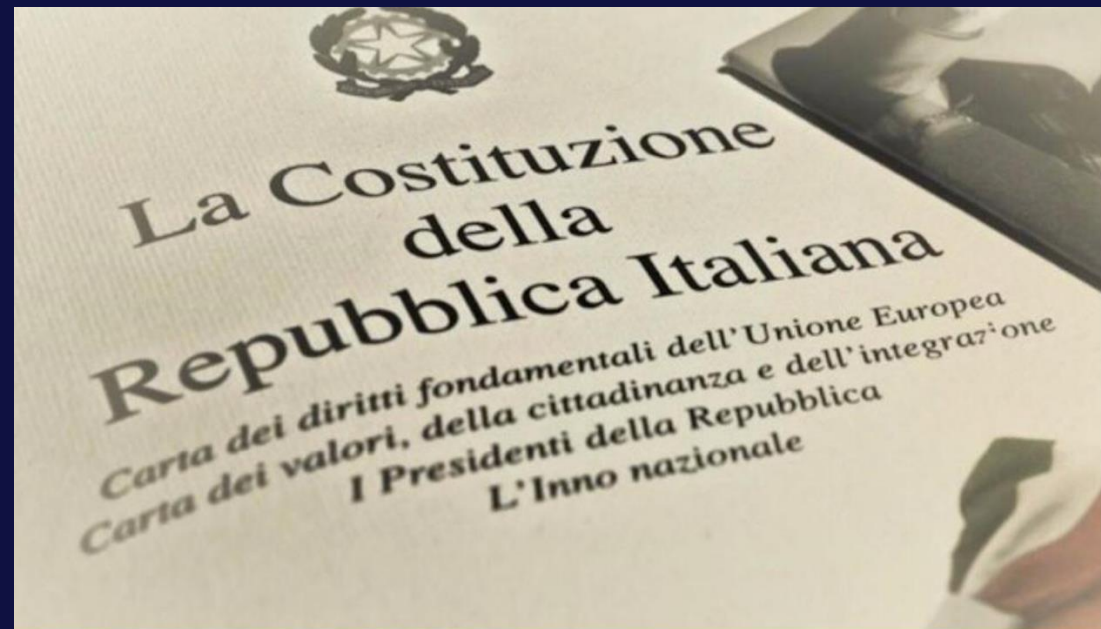 La Costituzione
della
Repubblica Italiana
Carta dei diritti fondamentali dell'Unione Europea
Carta dei valori, della cittadinanza e dell'integrazione
I Presidenti della Repubblica
L'Inno nazionale